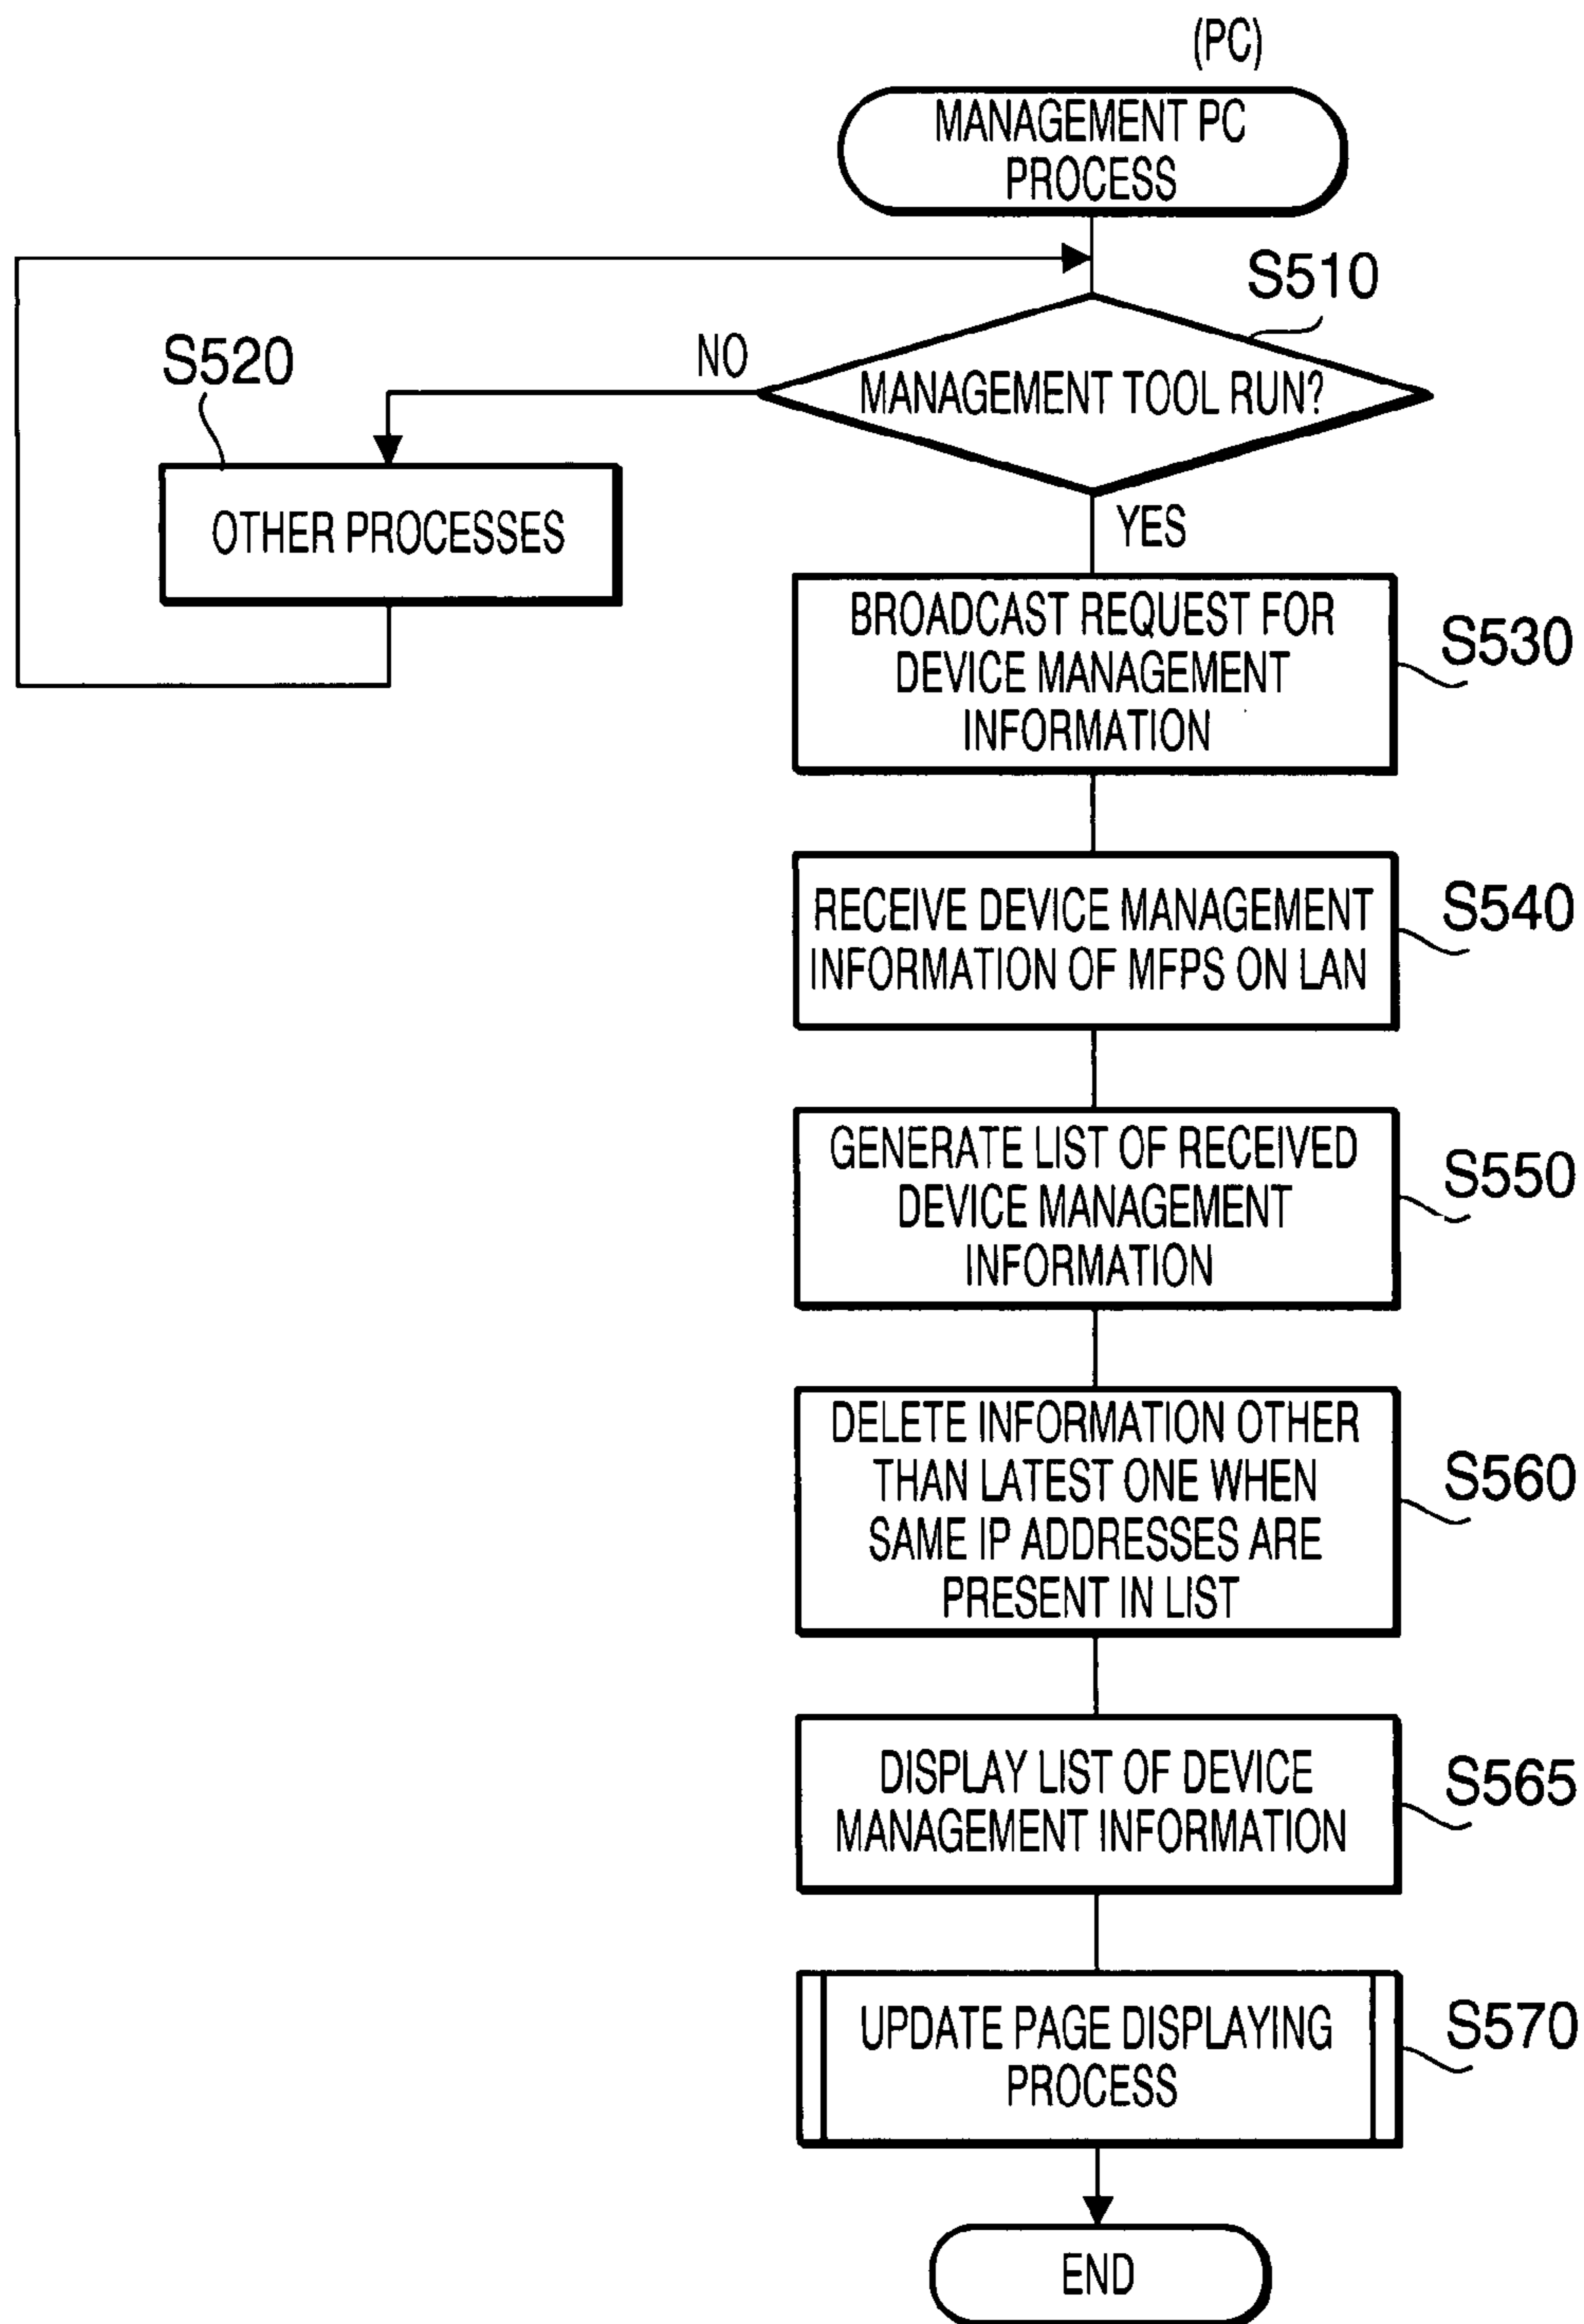 (PC)
MANAGEMENT PC
PROCESS
S510
MANAGEMENT TOOL RUN?
NO
S520
OTHER PROCESSES
YES
BROADCAST REQUEST FOR
DEVICE MANAGEMENT
INFORMATION
S530
RECEIVE DEVICE MANAGEMENT
INFORMATION OF MFPS ON LAN
S540
GENERATE LIST OF RECEIVED
DEVICE MANAGEMENT
INFORMATION
S550
DELETE INFORMATION OTHER
THAN LATEST ONE WHEN
SAME IP ADDRESSES ARE
PRESENT IN LIST
S560
DISPLAY LIST OF DEVICE
MANAGEMENT INFORMATION
S565
UPDATE PAGE DISPLAYING
PROCESS
S570
END